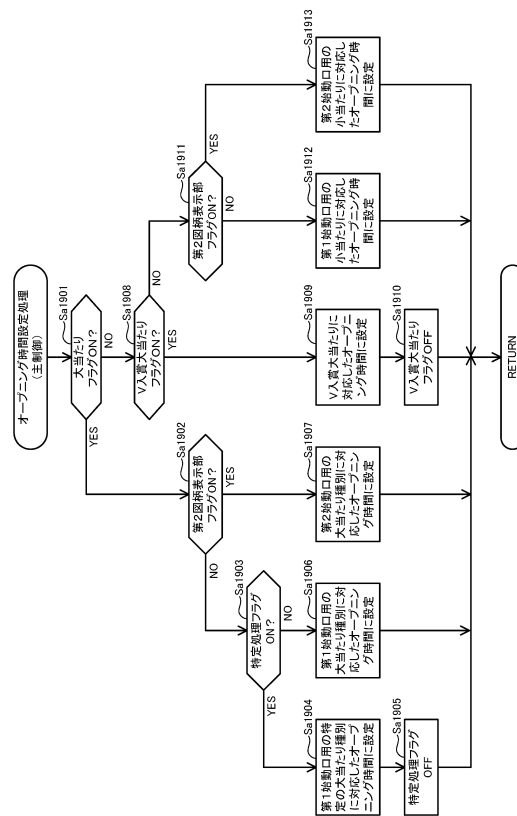 オープニング時間設定処理
(主制御)
Sa1901
大当たり
フラグON?
YES
NO
Sa1902
第2図柄表示部
フラグON?
NO
YES
Sa1903
特定処理フラグ
ON?
YES
NO
Sa1904
第1始動口用の特
定の大当たり種別
に対応したオープ
ニング時間に設定
Sa1905
特定処理フラグ
OFF
Sa1906
第1始動口用の
大当たり種別に対
応したオープニン
グ時間に設定
Sa1907
第2始動口用の
大当たり種別に対
応したオープニン
グ時間に設定
Sa1908
V入賞大当たり
フラグON?
NO
YES
Sa1909
V入賞大当たりに
対応したオープニ
ング時間に設定
Sa1910
V入賞大当たり
フラグOFF
Sa1911
第2図柄表示部
フラグON?
YES
NO
Sa1912
第1始動口用の
小当たりに対応し
たオープニング時
間に設定
Sa1913
第2始動口用の
小当たりに対応し
たオープニング時
間に設定
RETURN